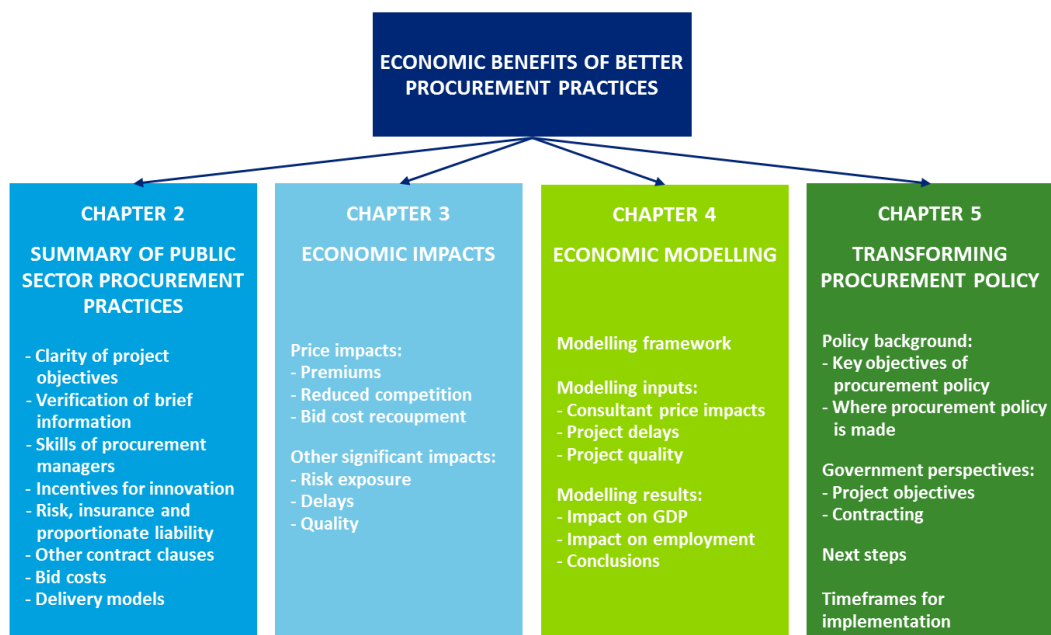 ECONOMIC BENEFITS OF BETTER
PROCUREMENT PRACTICES
CHAPTER 2
SUMMARY OF PUBLIC
SECTOR PROCUREMENT
PRACTICES
- Clarity of project
objectives
- Verification of brief
information
- Skills of procurement
managers
- Incentives for innovation
- Risk, insurance and
proportionate liability
- Other contract clauses
- Bid costs
- Delivery models
CHAPTER 3
ECONOMIC IMPACTS
Price impacts:
- Premiums
- Reduced competition
- Bid cost recoupment
Other significant impacts:
- Risk exposure
- Delays
- Quality
CHAPTER 4
ECONOMIC MODELLING
Modelling framework
Modelling inputs:
- Consultant price impacts
- Project delays
- Project quality
Modelling results:
- Impact on GDP
- Impact on employment
- Conclusions
CHAPTER 5
TRANSFORMING
PROCUREMENT POLICY
Policy background:
- Key objectives of
procurement policy
- Where procurement policy
is made
Government perspectives:
- Project objectives
- Contracting
Next steps
Timeframes for
implementation